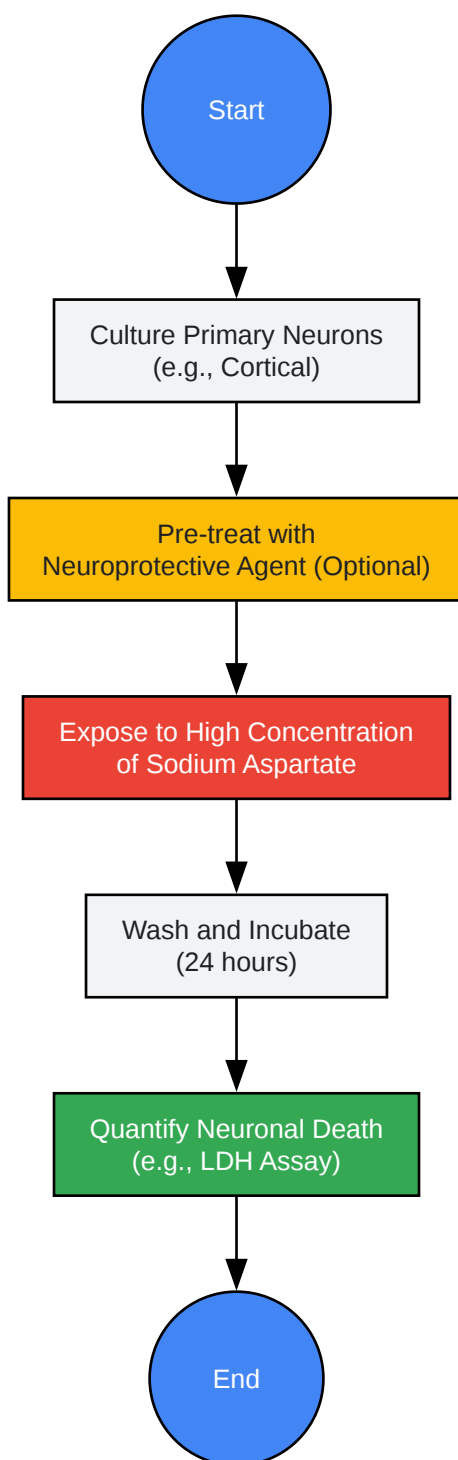 Start
Culture Primary Neurons
(e.g., Cortical)
Pre-treat with
Neuroprotective Agent (Optional)
Expose to High Concentration
of Sodium Aspartate
Wash and Incubate
(24 hours)
Quantify Neuronal Death
(e.g., LDH Assay)
End